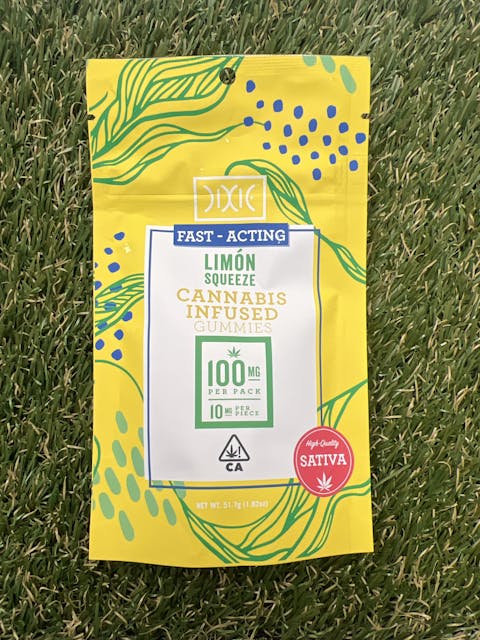 DIXIE
FAST - ACTING
LIMÓN
SQUEEZE
CANNABIS
INFUSED
GUMMIES
100 MG
PER PACK
10 MG PER PIECE
CA
High-Quality
SATIVA
NET WT. 51.7g (1.82oz)